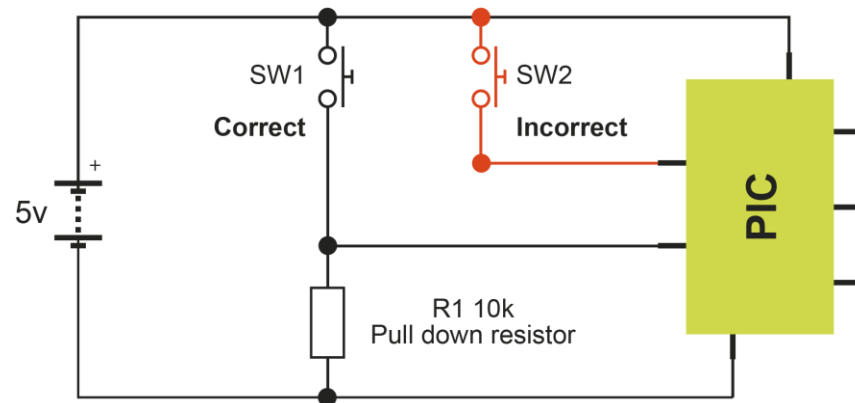 SW1
SW2
Correct
Incorrect
+
5v
PIC
R1 10k
Pull down resistor